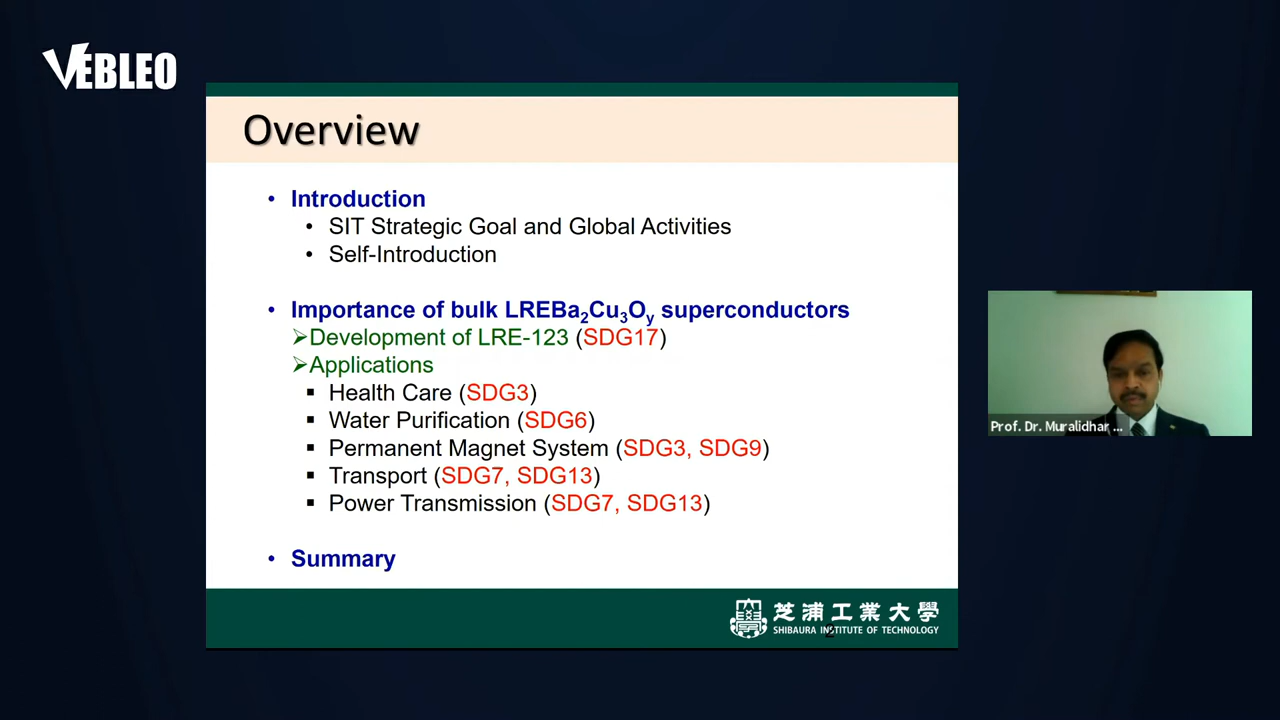 VEBLEO
Overview
• Introduction
• SIT Strategic Goal and Global Activities
• Self-Introduction
• Importance of bulk LREBa₂Cu₃Oy superconductors
➢Development of LRE-123 (SDG17)
➢Applications
▪ Health Care (SDG3)
▪ Water Purification (SDG6)
▪ Permanent Magnet System (SDG3, SDG9)
▪ Transport (SDG7, SDG13)
▪ Power Transmission (SDG7, SDG13)
• Summary
Prof. Dr. Muralidhar ...
芝浦工業大學
SHIBAURA INSTITUTE OF TECHNOLOGY
2